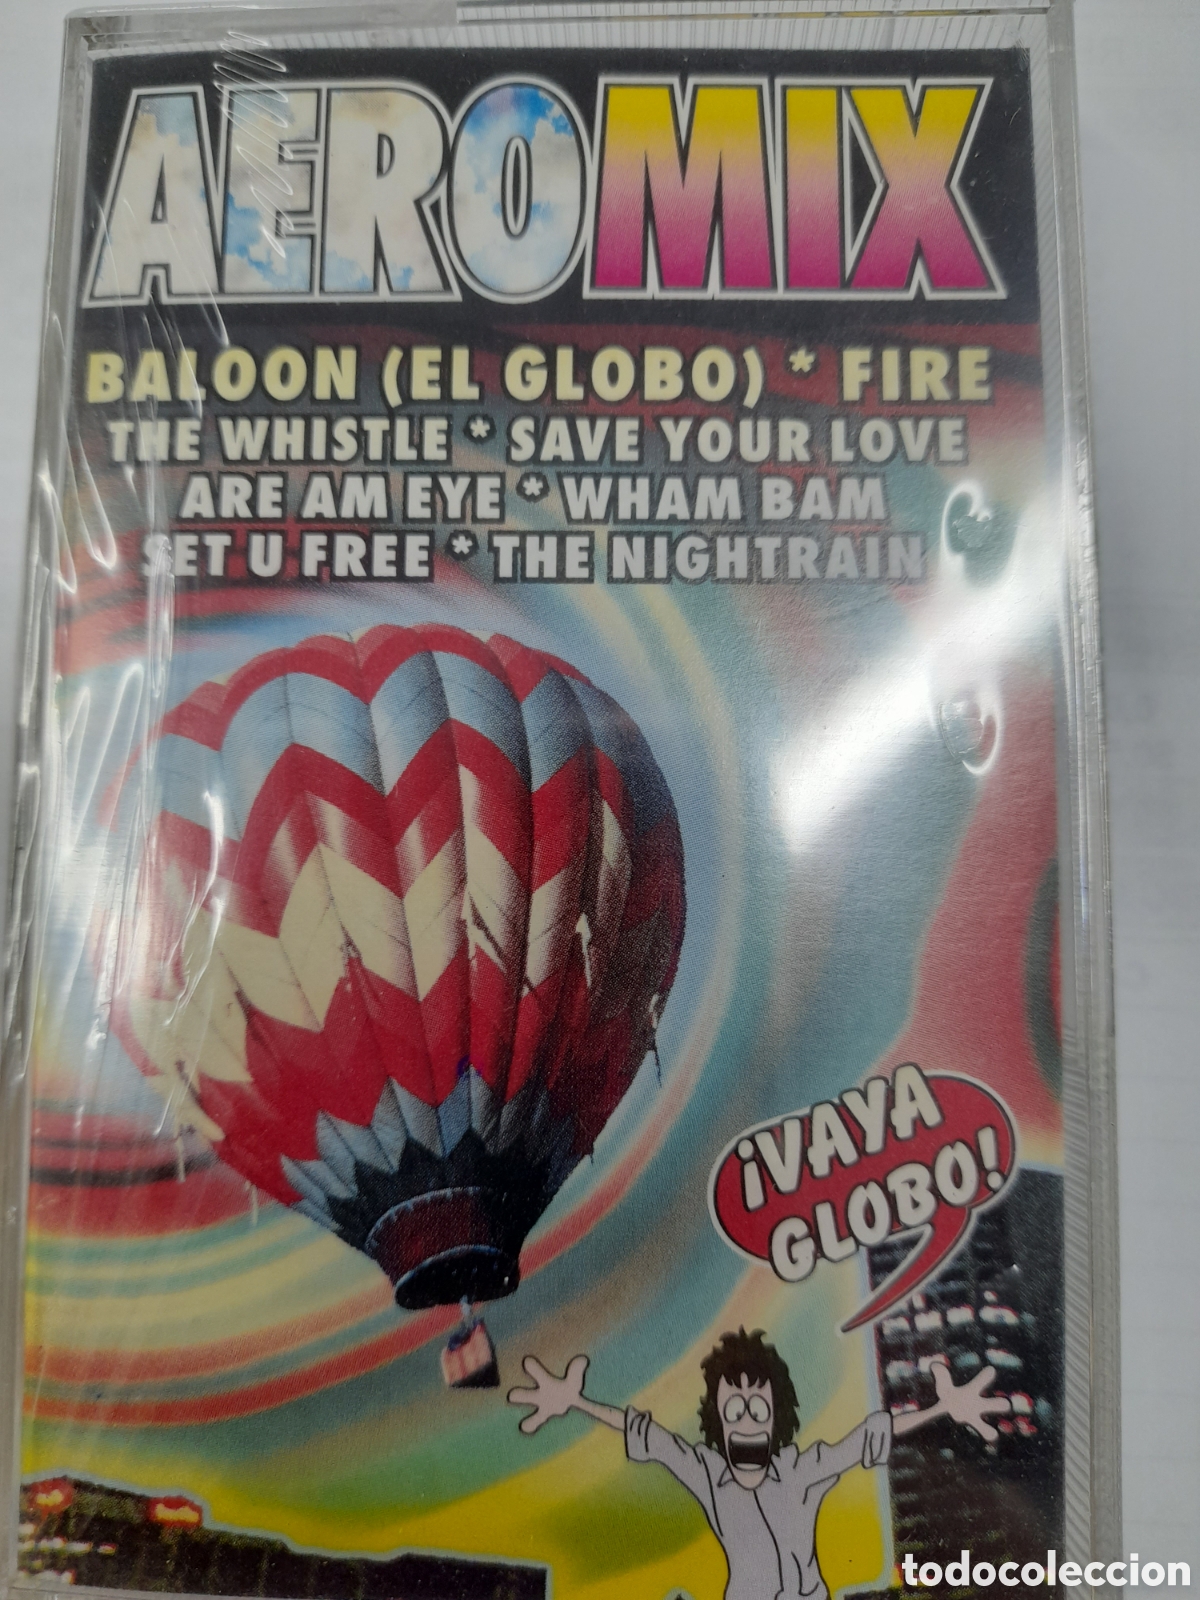 AEROMIX
BALOON (EL GLOBO) * FIRE
THE WHISTLE * SAVE YOUR LOVE
ARE AM EYE * WHAM BAM
SET U FREE * THE NIGHTRAIN
¡VAYA
GLOBO!
todocoleccion